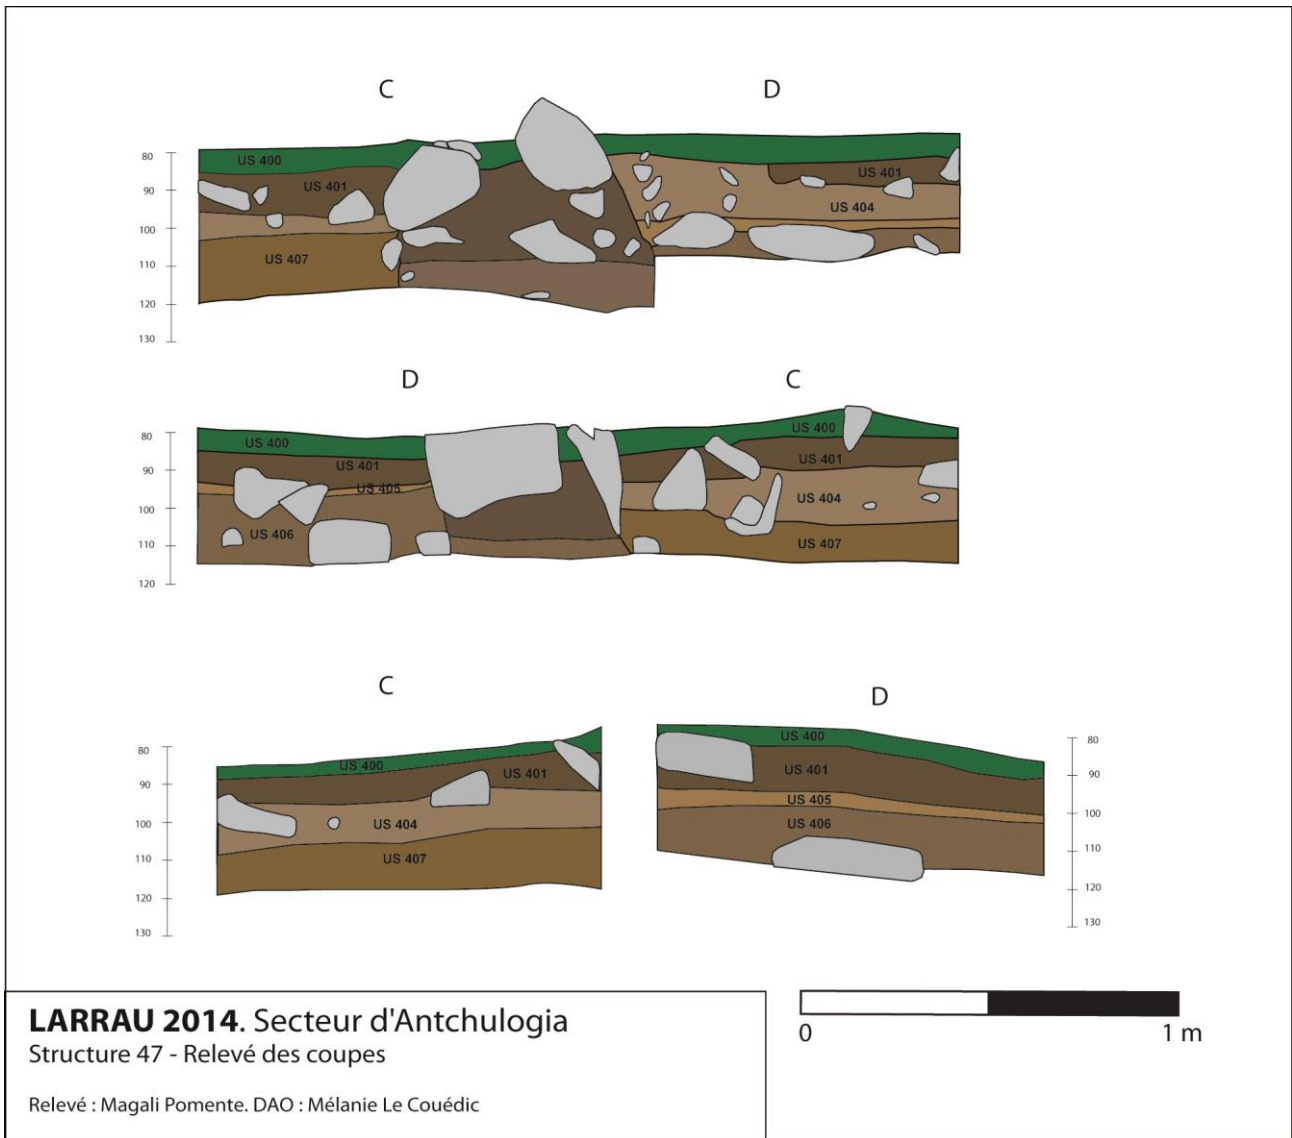 C D
80
90
100
110
120
130
US 400
US 401
US 407
US 401
US 404
D C
80
90
100
110
120
US 400
US 401
US 405
US 406
US 400
US 401
US 404
US 407
C
80
90
100
110
120
130
US 400
US 401
US 404
US 407
D
US 400
US 401
US 405
US 406
80
90
100
110
120
130
LARRAU 2014. Secteur d'Antchulogia
Structure 47 - Relevé des coupes
Relevé : Magali Pomente. DAO : Mélanie Le Couédic
0 1 m